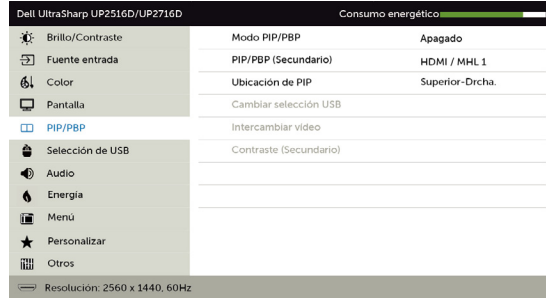 Dell UltraSharp UP2516D/UP2716D Consumo energético
Brillo/Contraste Modo PIP/PBP Apagado
Fuente entrada PIP/PBP (Secundario) HDMI / MHL 1
Color Ubicación de PIP Superior-Drcha.
Pantalla Cambiar selección USB
PIP/PBP Intercambiar vídeo
Selección de USB Contraste (Secundario)
Audio
Energía
Menú
Personalizar
Otros
Resolución: 2560 x 1440, 60Hz